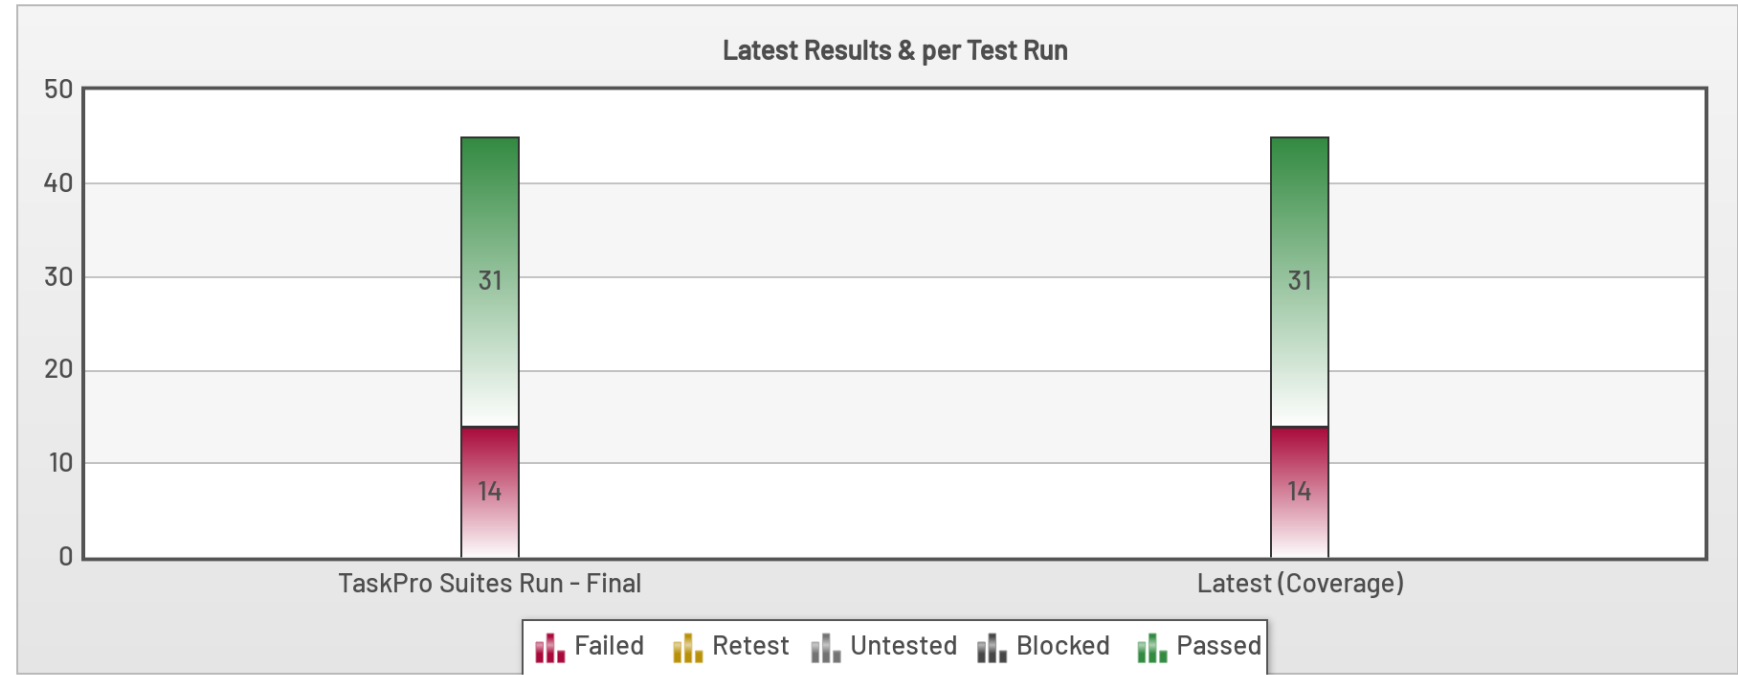 Latest Results & per Test Run
50
40
30
20
10
0
31
31
14
14
TaskPro Suites Run - Final
Latest (Coverage)
Failed Retest Untested Blocked Passed